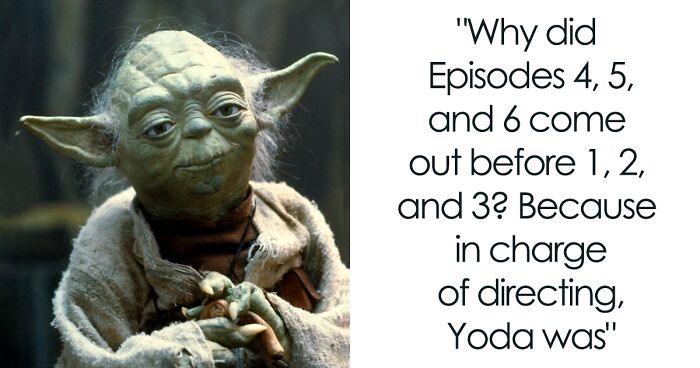 "Why did
Episodes 4, 5,
and 6 come
out before 1, 2,
and 3? Because
in charge
of directing,
Yoda was"